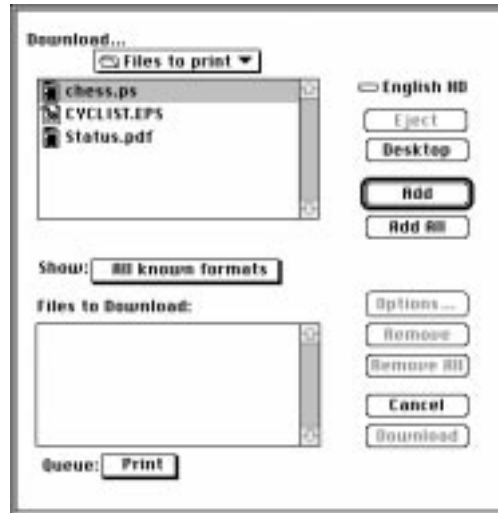 Download...
Files to print
chess.ps
CYCLIST.EPS
Status.pdf
English HD
Eject
Desktop
Add
Add All
Show: All known formats
Files to Download:
Options...
Remove
Remove All
Cancel
Download
Queue: Print